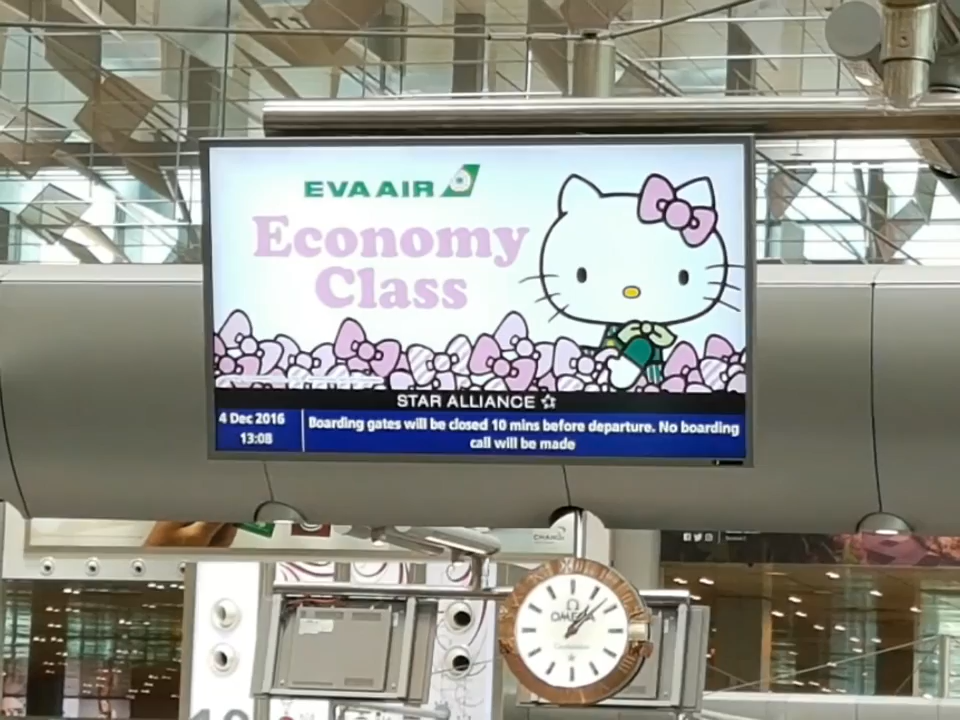 EVA AIR
Economy
Class
STAR ALLIANCE
4 Dec 2016
13:08
Boarding gates will be closed 10 mins before departure. No boarding
call will be made
CHANGI
Ω
OMEGA